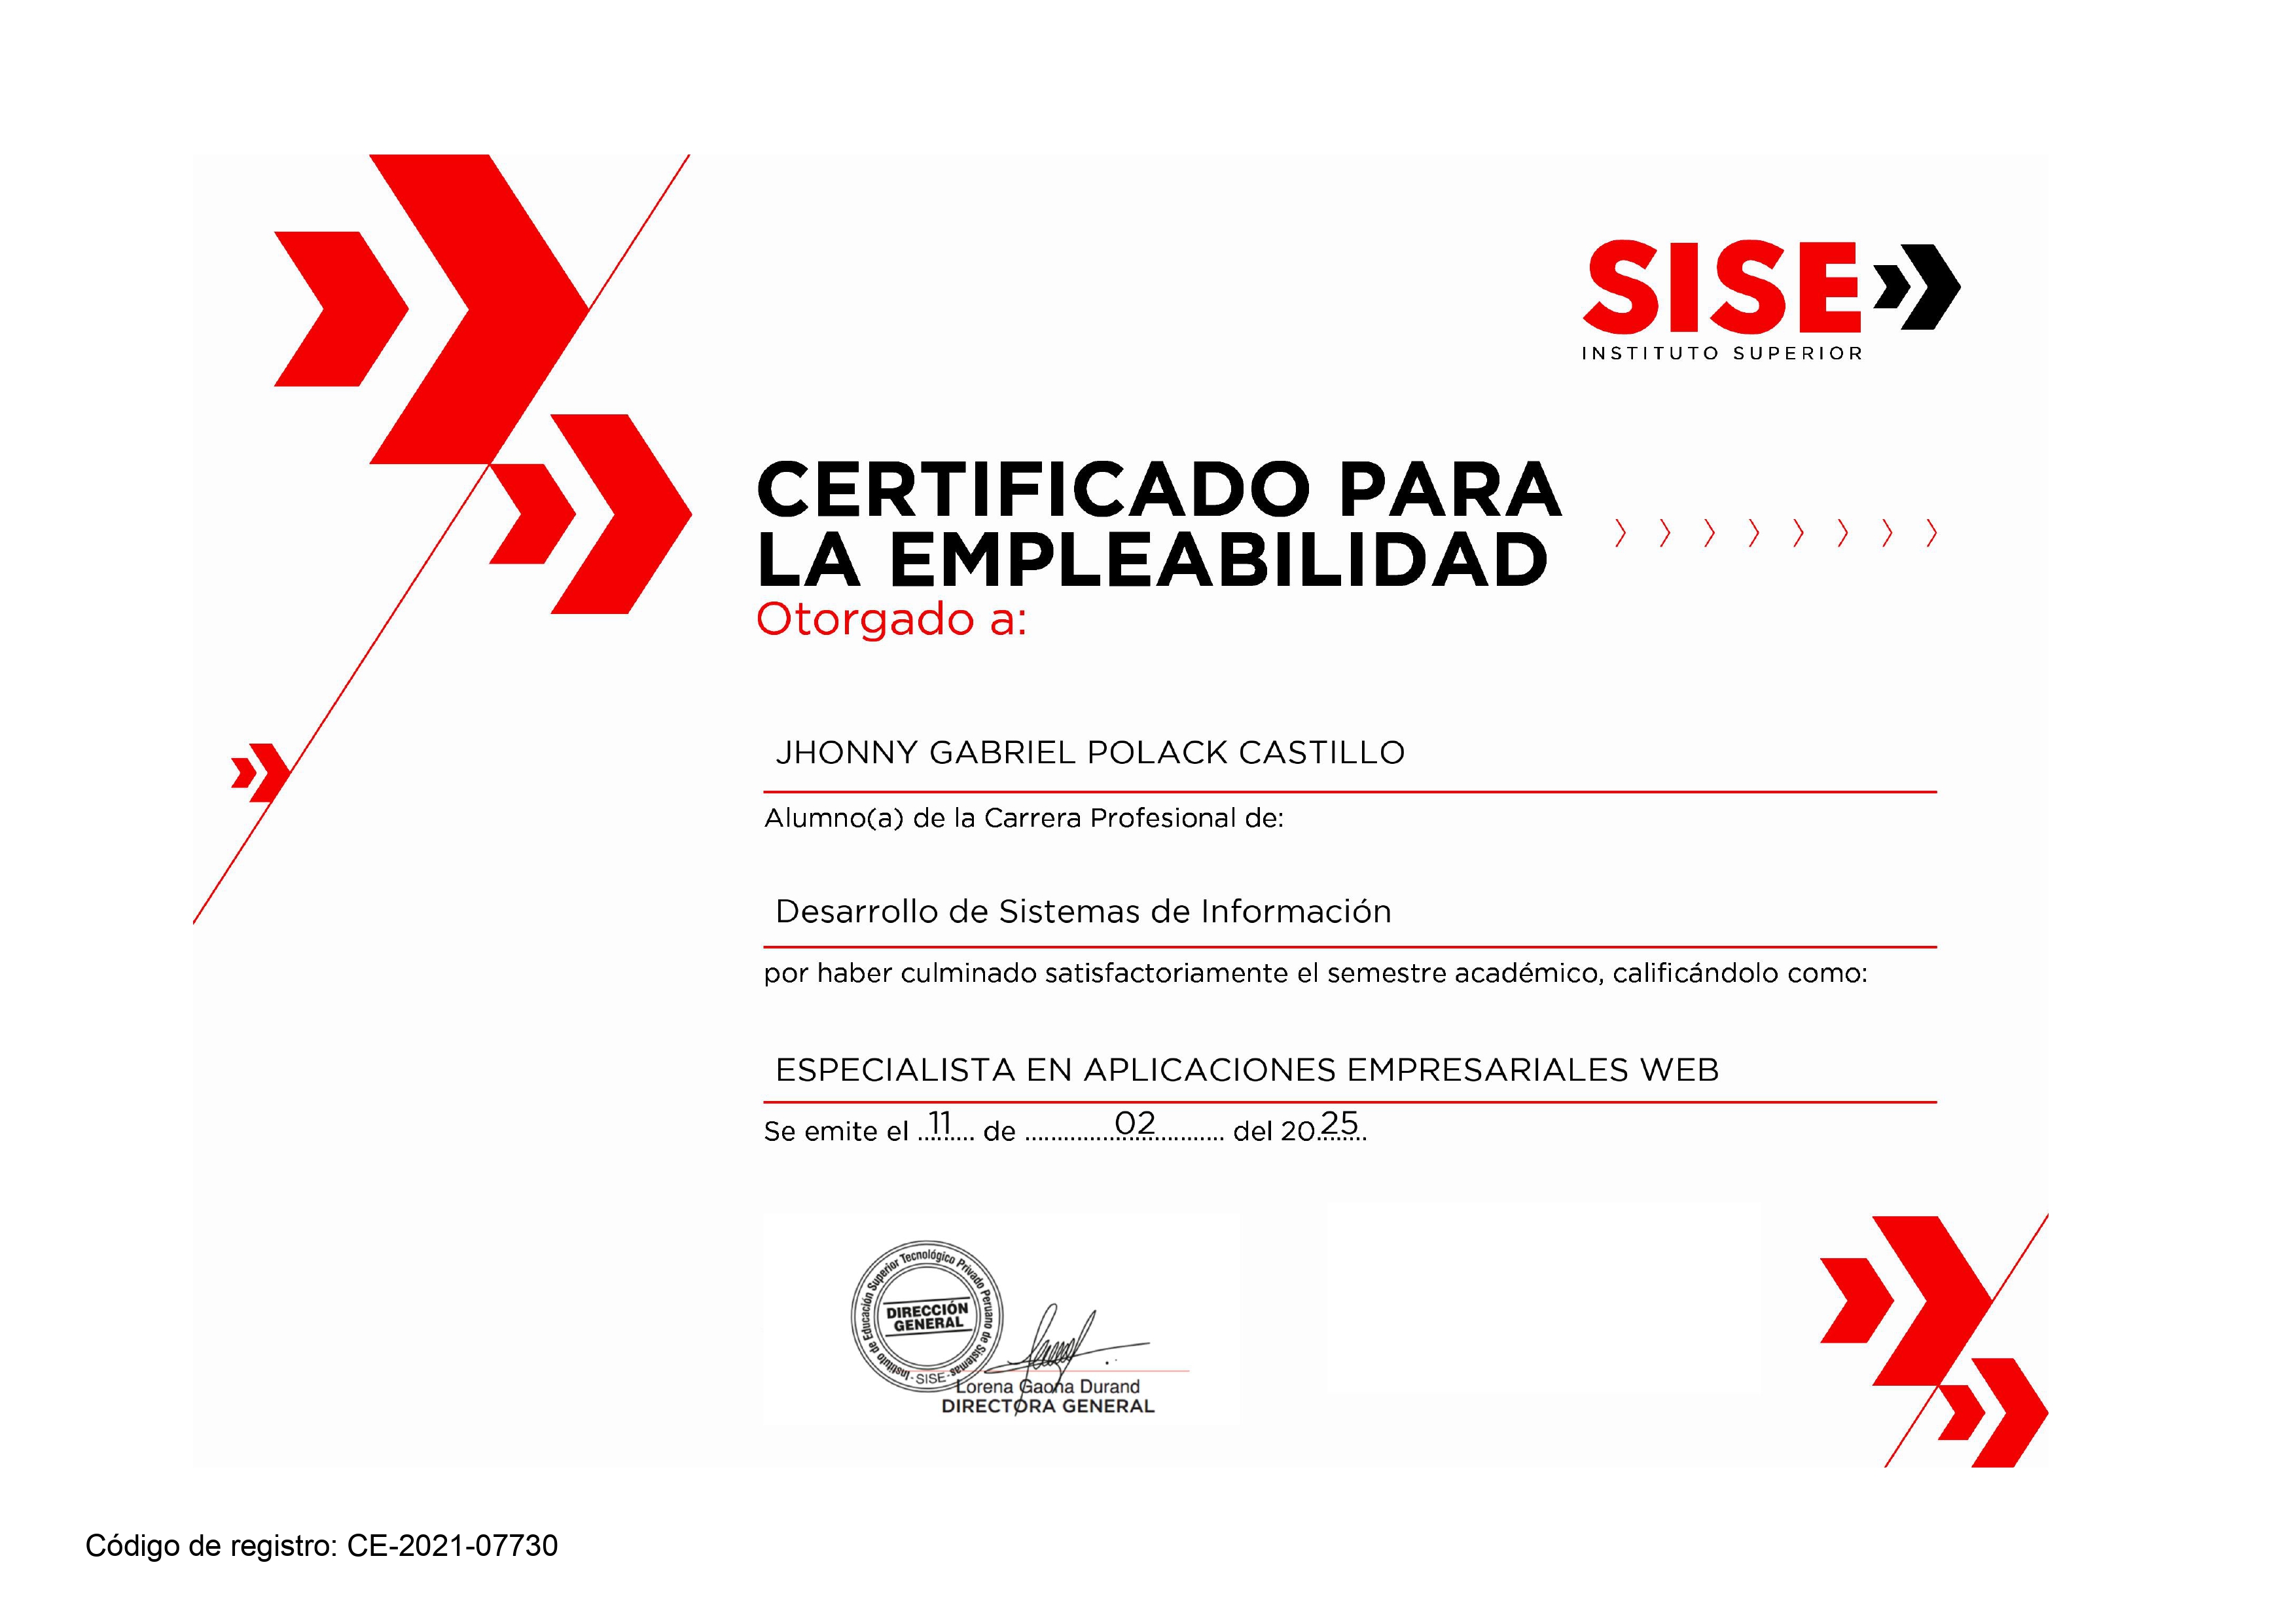 SISE
INSTITUTO SUPERIOR
CERTIFICADO PARA
LA EMPLEABILIDAD
Otorgado a:
JHONNY GABRIEL POLACK CASTILLO
Alumno(a) de la Carrera Profesional de:
Desarrollo de Sistemas de Información
por haber culminado satisfactoriamente el semestre académico, calificándolo como:
ESPECIALISTA EN APLICACIONES EMPRESARIALES WEB
Se emite el 11 de 02 del 2025
Instituto de Educación Superior Tecnológico Privado Peruano de Sistemas
-SISE-
DIRECCIÓN
GENERAL
Lorena Gaona Durand
DIRECTORA GENERAL
Código de registro: CE-2021-07730